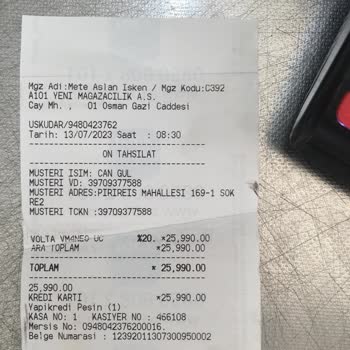 Mgz Adi:Mete Aslan Isken / Mgz Kodu:C392
A101 YENI MAGAZACILIK A.S.
Cay Mh. , 01 Osman Gazi Caddesi
USKUDAR/9480423762
Tarih: 13/07/2023 Saat : 08:30
ON TAHSILAT
MUSTERI ISIM: CAN GUL
MUSTERI VD: 39709377588
MUSTERI ADRES:PIRIREIS MAHALLESI 169-1 SOK
RE2
MUSTERI TCKN :39709377588
VOLTA %20. *25,990.00
ARA TOPLAM *25,990.00
TOPLAM * 25,990.00
25,990.00
KREDI KARTI *25,990.00
Yapikredi Pesin (1)
KASA NO: 1 KASIYER NO : 466108
Mersis No: 0948042376200016.
Belge Numarasi : 12392011307300950002